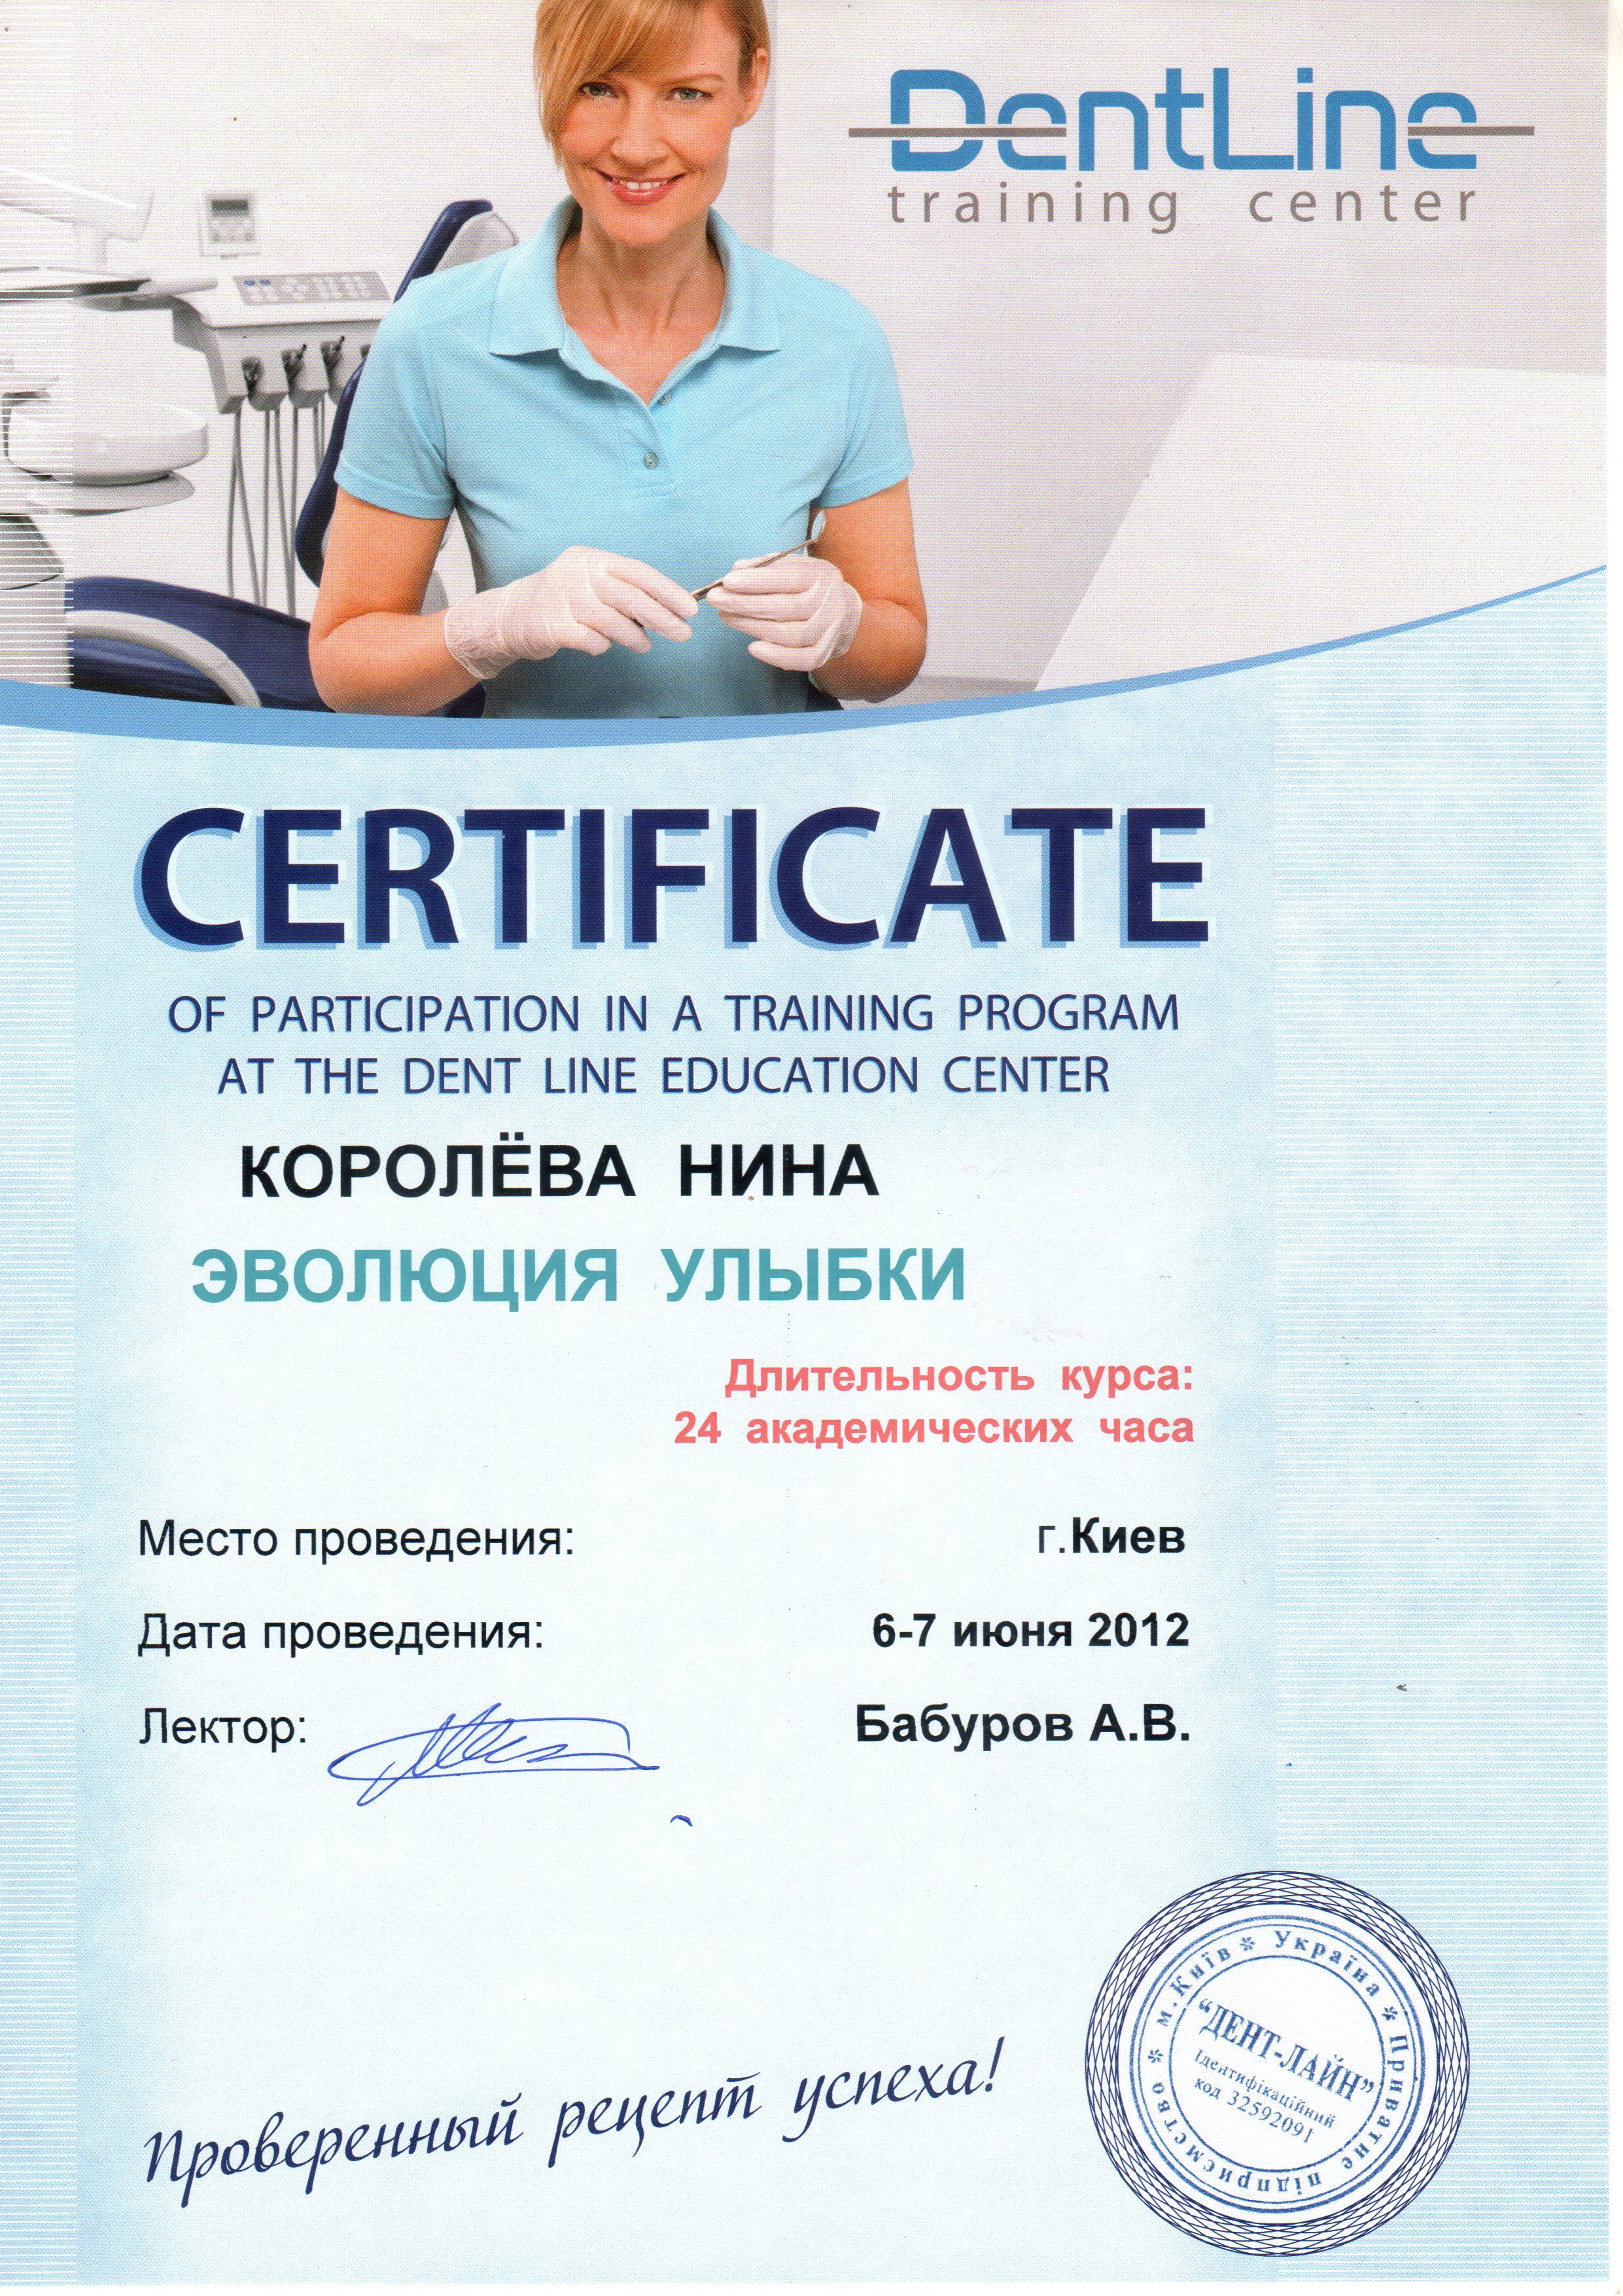 DentLine
training center
CERTIFICATE
OF PARTICIPATION IN A TRAINING PROGRAM
AT THE DENT LINE EDUCATION CENTER
КОРОЛЁВА НИНА
ЭВОЛЮЦИЯ УЛЫБКИ
Длительность курса:
24 академических часа
Место проведения: г.Киев
Дата проведения: 6-7 июня 2012
Лектор: Бабуров А.В.
Проверенный рецепт успеха!
м.Київ * Україна * Приватне підприємство *
“ДЕНТ-ЛАЙН”
Ідентифікаційний
код 32592091